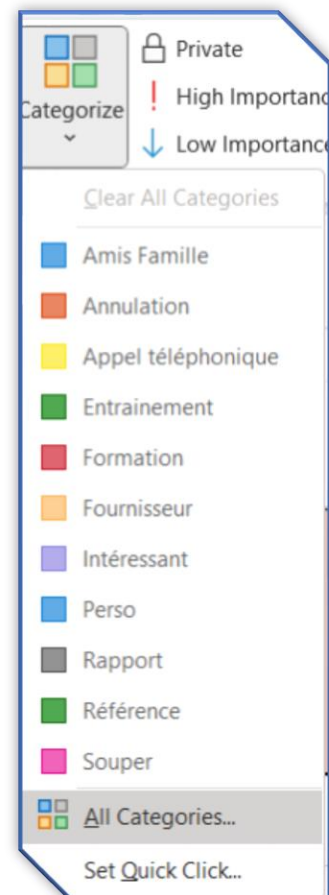 Private
High Importanc
Categorize
Low Importance
Clear All Categories
Amis Famille
Annulation
Appel téléphonique
Entrainement
Formation
Fournisseur
Intéressant
Perso
Rapport
Référence
Souper
All Categories...
Set Quick Click...